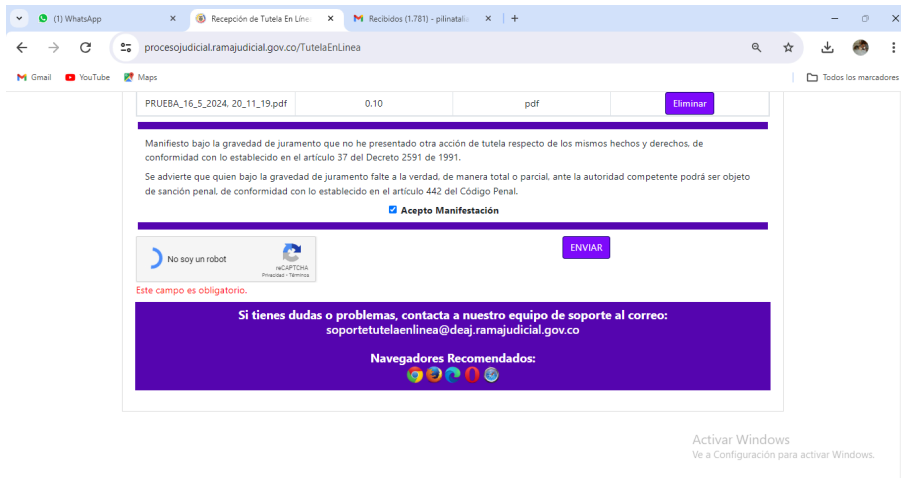 (1) WhatsApp
Recepción de Tutela En Líne
Recibidos (1.781) - pilinatalia
procesojudicial.ramajudicial.gov.co/TutelaEnLinea
Gmail YouTube Maps Todos los marcadores
PRUEBA_16_5_2024, 20_11_19.pdf 0.10 pdf Eliminar
Manifiesto bajo la gravedad de juramento que no he presentado otra acción de tutela respecto de los mismos hechos y derechos, de
conformidad con lo establecido en el artículo 37 del Decreto 2591 de 1991.
Se advierte que quien bajo la gravedad de juramento falte a la verdad, de manera total o parcial, ante la autoridad competente podrá ser objeto
de sanción penal, de conformidad con lo establecido en el artículo 442 del Código Penal.
Acepto Manifestación
No soy un robot
reCAPTCHA
Privacidad - Términos
ENVIAR
Este campo es obligatorio.
Si tienes dudas o problemas, contacta a nuestro equipo de soporte al correo:
soportetutelaenlinea@deaj.ramajudicial.gov.co
Navegadores Recomendados:
Activar Windows
Ve a Configuración para activar Windows.